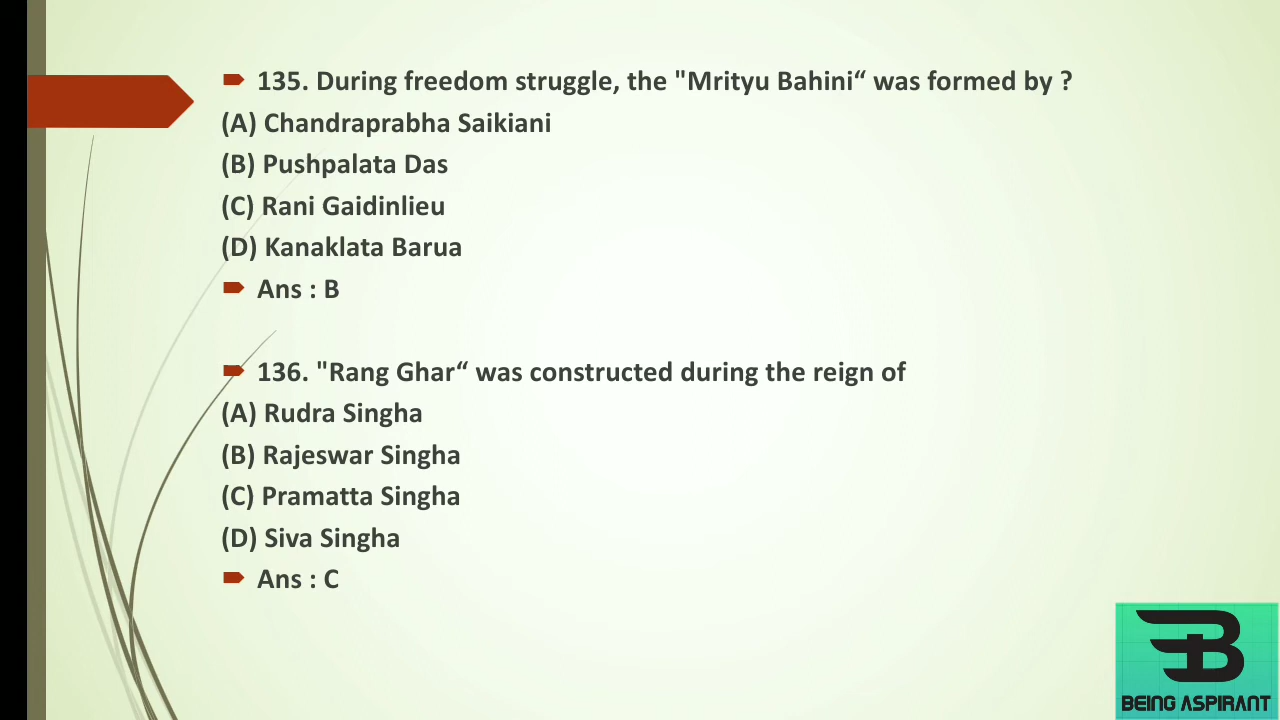 135. During freedom struggle, the "Mrityu Bahini“ was formed by ?
(A) Chandraprabha Saikiani
(B) Pushpalata Das
(C) Rani Gaidinlieu
(D) Kanaklata Barua
Ans : B
136. "Rang Ghar“ was constructed during the reign of
(A) Rudra Singha
(B) Rajeswar Singha
(C) Pramatta Singha
(D) Siva Singha
Ans : C
BEING ASPIRANT